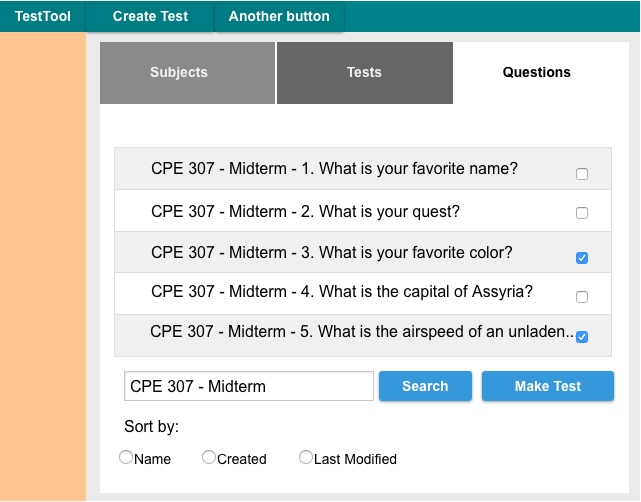 TestTool Create Test Another button
Subjects Tests Questions
CPE 307 - Midterm - 1. What is your favorite name?
CPE 307 - Midterm - 2. What is your quest?
CPE 307 - Midterm - 3. What is your favorite color?
CPE 307 - Midterm - 4. What is the capital of Assyria?
CPE 307 - Midterm - 5. What is the airspeed of an unladen..
CPE 307 - Midterm Search Make Test
Sort by:
Name Created Last Modified